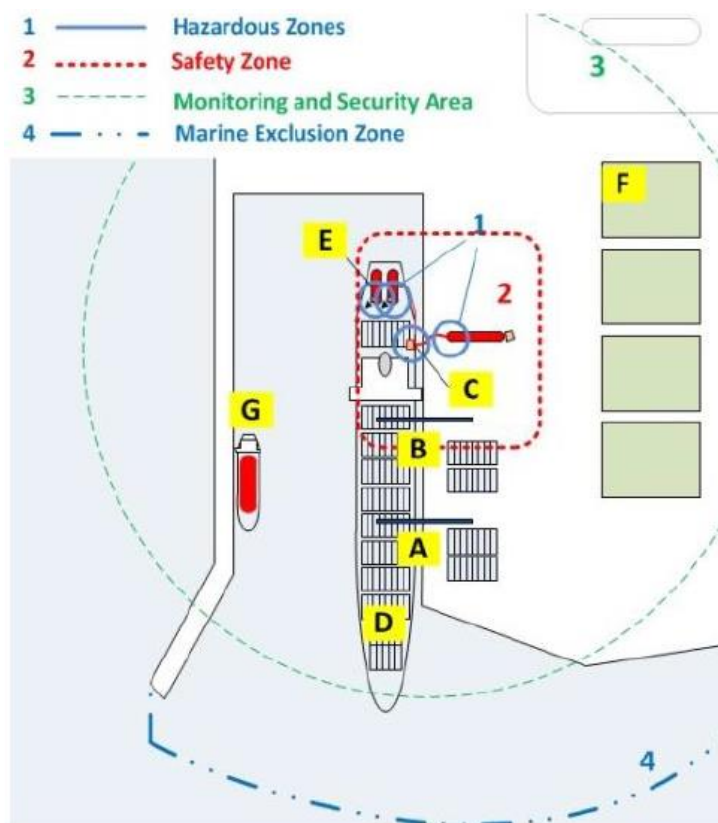 1 Hazardous Zones
2 Safety Zone
3 Monitoring and Security Area
4 Marine Exclusion Zone
3
F
E
1
2
C
G
B
A
D
4